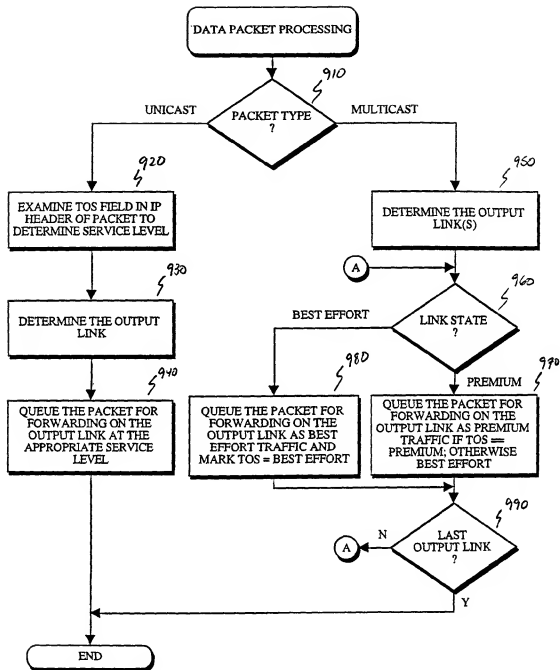 DATA PACKET PROCESSING
910
UNICAST
PACKET TYPE
?
MULTICAST
920
EXAMINE TOS FIELD IN IP
HEADER OF PACKET TO
DETERMINE SERVICE LEVEL
950
DETERMINE THE OUTPUT
LINK(S)
A
930
DETERMINE THE OUTPUT
LINK
960
BEST EFFORT
LINK STATE
?
940
980
PREMIUM
970
QUEUE THE PACKET FOR
FORWARDING ON THE
OUTPUT LINK AT THE
APPROPRIATE SERVICE
LEVEL
QUEUE THE PACKET FOR
FORWARDING ON THE
OUTPUT LINK AS BEST
EFFORT TRAFFIC AND
MARK TOS = BEST EFFORT
QUEUE THE PACKET FOR
FORWARDING ON THE
OUTPUT LINK AS PREMIUM
TRAFFIC IF TOS ==
PREMIUM; OTHERWISE
BEST EFFORT
990
A
N
LAST
OUTPUT LINK
?
Y
END